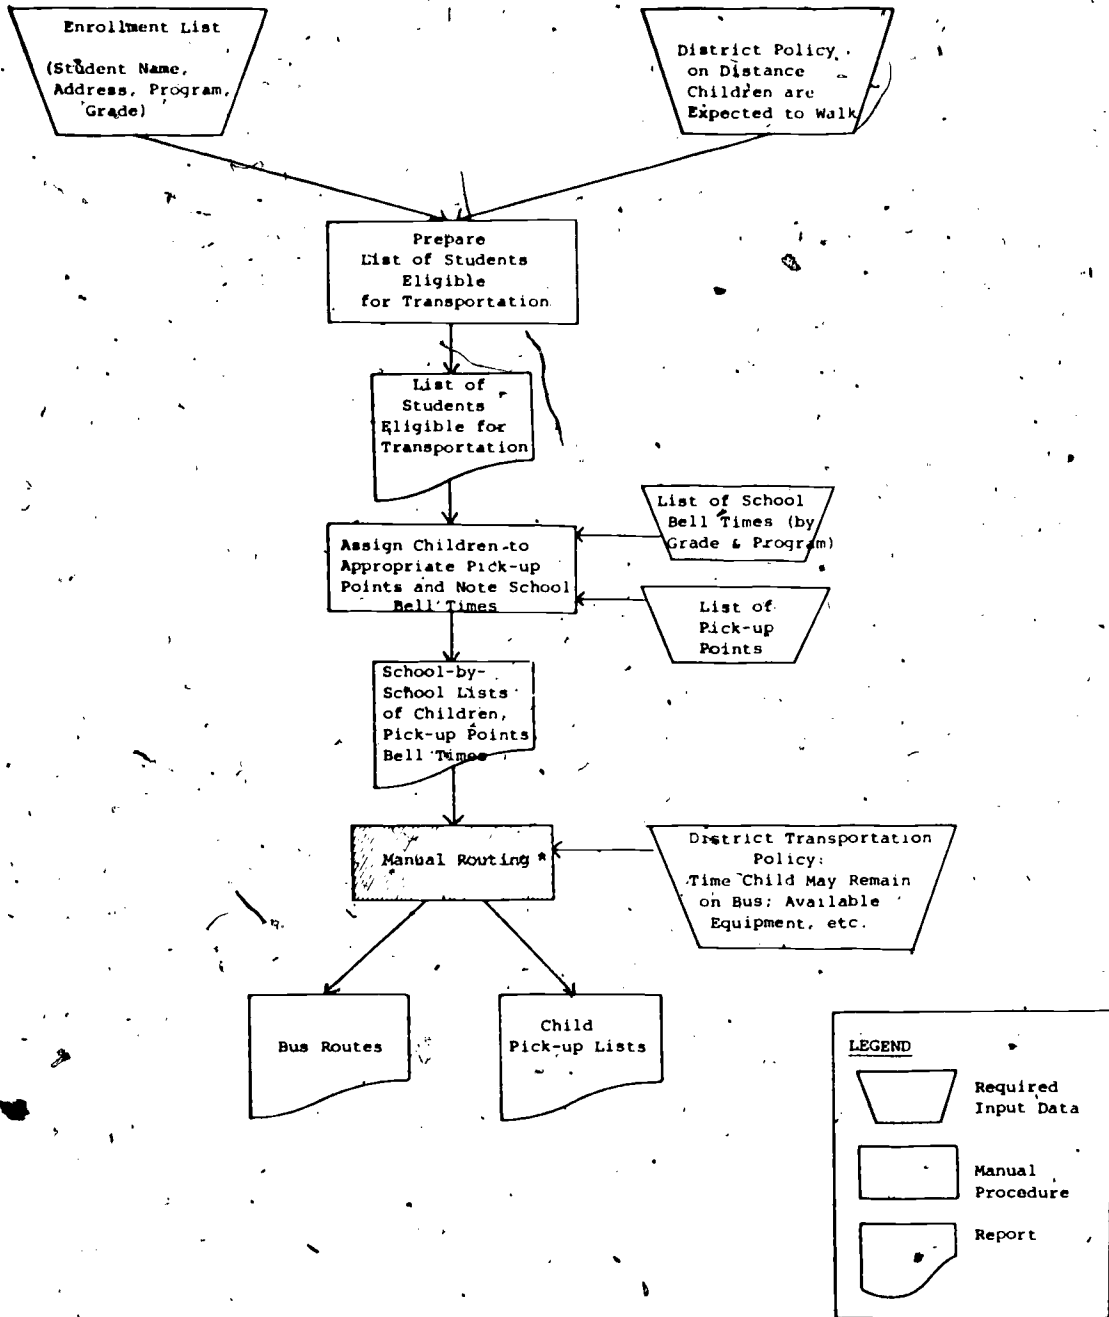 Enrollment List
(Student Name,
Address, Program,
Grade)
District Policy
on Distance
Children are
Expected to Walk
Prepare
List of Students
Eligible
for Transportation
List of
Students
Eligible for
Transportation
List of School
Bell Times (by
Grade & Program)
Assign Children to
Appropriate Pick-up
Points and Note School
Bell Times
List of
Pick-up
Points
School-by-
School Lists
of Children,
Pick-up Points
Bell Times
Manual Routing *
District Transportation
Policy:
Time Child May Remain
on Bus; Available
Equipment, etc.
Bus Routes
Child
Pick-up Lists
LEGEND
Required
Input Data
Manual
Procedure
Report